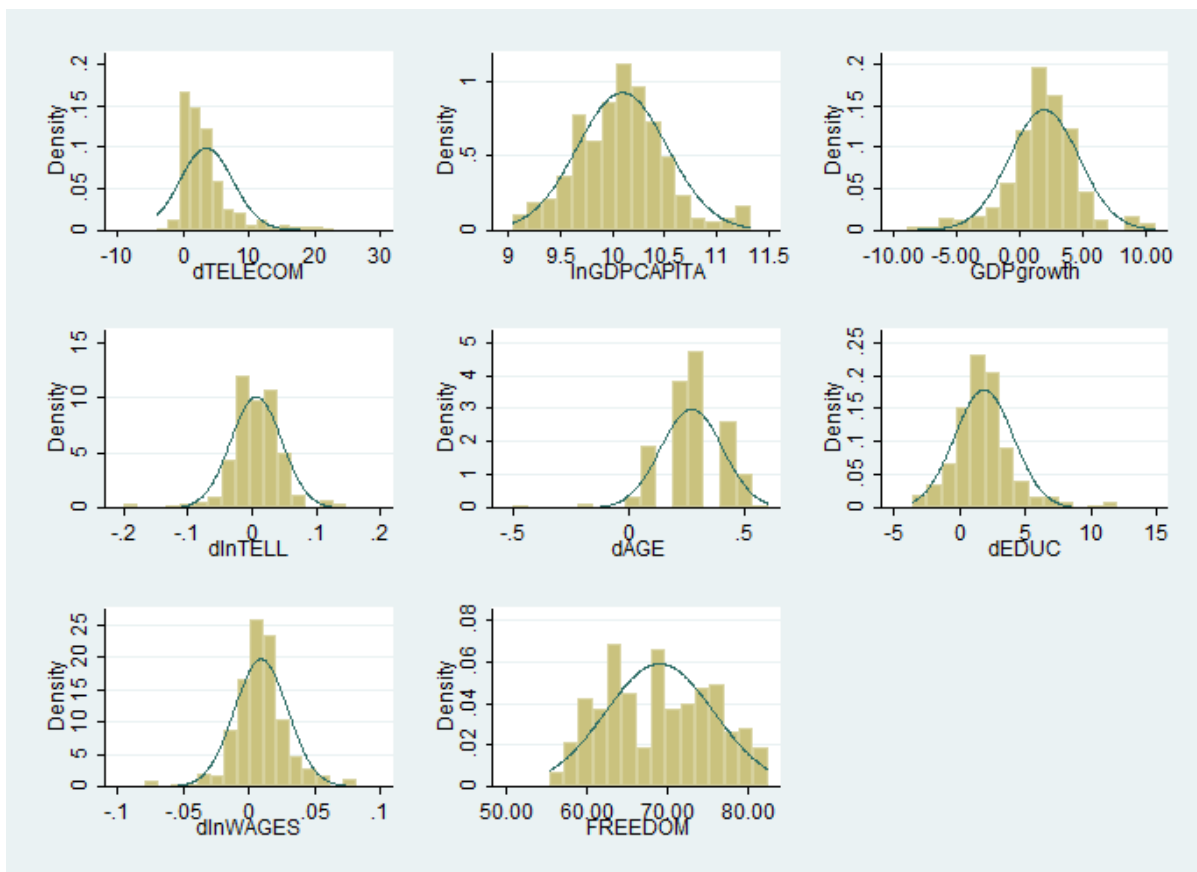 Density
0 .05 .1 .15 .2
-10 0 10 20 30
dTELECOM
Density
0 .5 1
9 9.5 10 10.5 11 11.5
lnGDPCAPITA
Density
0 .05 .1 .15 .2
-10.00 -5.00 0.00 5.00 10.00
GDPgrowth
Density
0 5 10 15
-.2 -.1 0 .1 .2
dlnTELL
Density
0 1 2 3 4 5
-.5 0 .5
dAGE
Density
0 .05 .1 .15 .2 .25
-5 0 5 10 15
dEDUC
Density
0 5 10 15 20 25
-.1 -.05 0 .05 .1
dlnWAGES
Density
0 .02 .04 .06 .08
50.00 60.00 70.00 80.00
FREEDOM